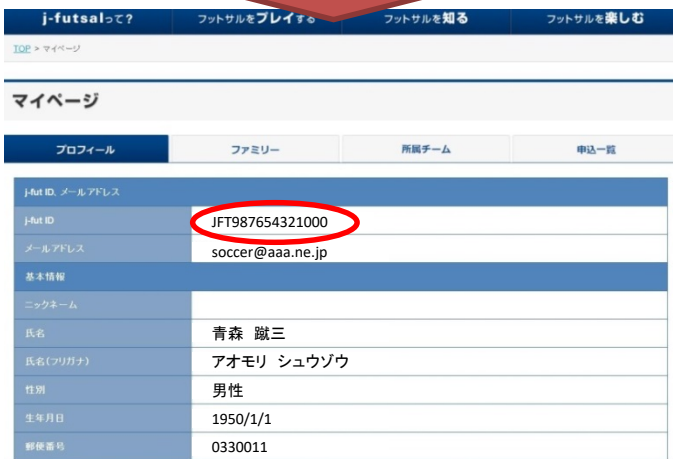 j-futsalって? フットサルをプレイする フットサルを知る フットサルを楽しむ
TOP > マイページ
マイページ
プロフィール ファミリー 所属チーム 申込一覧
j-fut ID, メールアドレス
j-fut ID JFT987654321000
メールアドレス soccer@aaa.ne.jp
基本情報
ニックネーム
氏名 青森 蹴三
氏名(フリガナ) アオモリ シュウゾウ
性別 男性
生年月日 1950/1/1
郵便番号 0330011